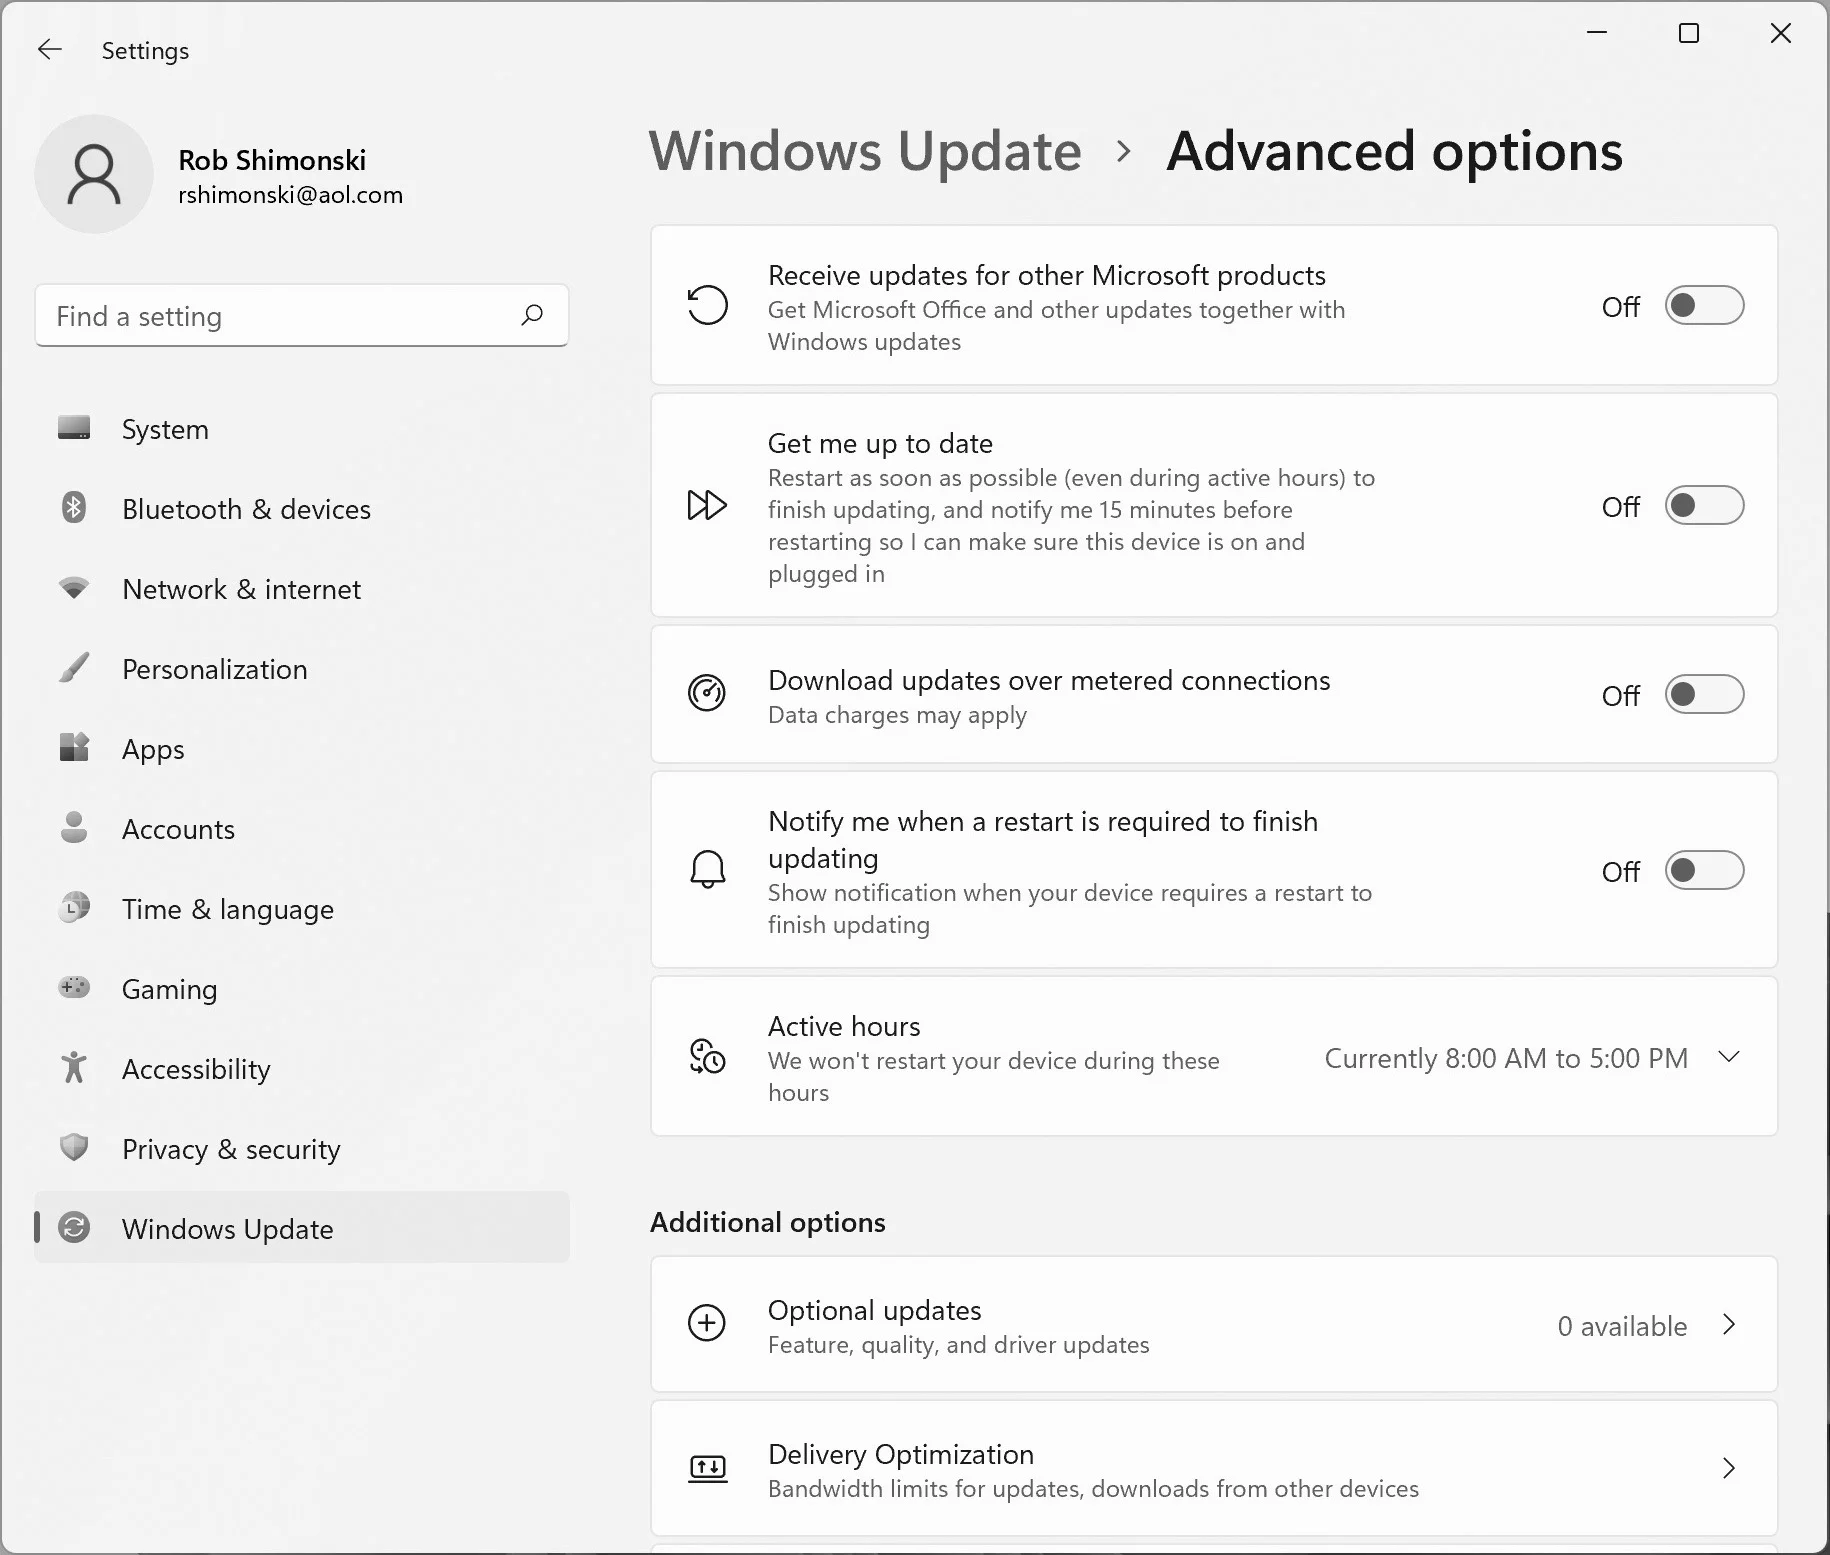 Settings
Rob Shimonski
rshimonski@aol.com
Find a setting
System
Bluetooth & devices
Network & internet
Personalization
Apps
Accounts
Time & language
Gaming
Accessibility
Privacy & security
Windows Update
Windows Update › Advanced options
Receive updates for other Microsoft products
Get Microsoft Office and other updates together with
Windows updates
Off
Get me up to date
Restart as soon as possible (even during active hours) to
finish updating, and notify me 15 minutes before
restarting so I can make sure this device is on and
plugged in
Off
Download updates over metered connections
Data charges may apply
Off
Notify me when a restart is required to finish
updating
Show notification when your device requires a restart to
finish updating
Off
Active hours
We won't restart your device during these
hours
Currently 8:00 AM to 5:00 PM
Additional options
Optional updates
Feature, quality, and driver updates
0 available
Delivery Optimization
Bandwidth limits for updates, downloads from other devices